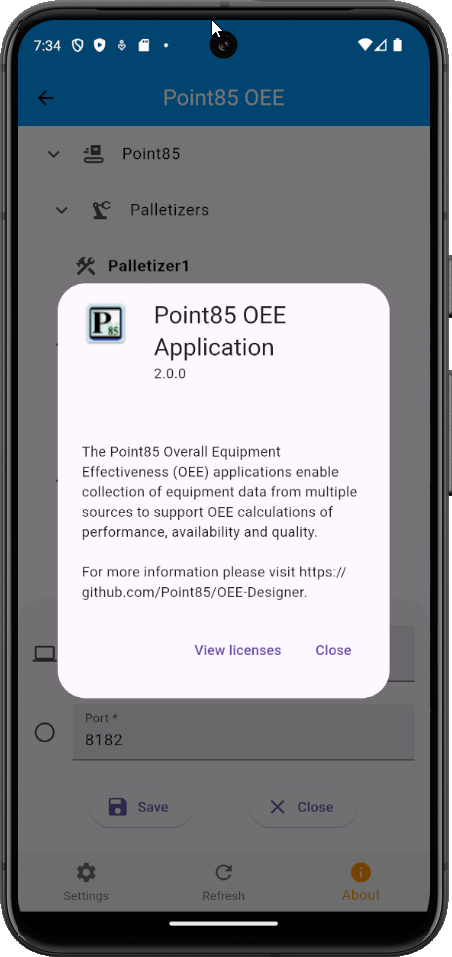 7:34
Point85 OEE
Point85
Palletizers
Palletizer1
P 85
Point85 OEE
Application
2.0.0
The Point85 Overall Equipment
Effectiveness (OEE) applications enable
collection of equipment data from multiple
sources to support OEE calculations of
performance, availability and quality.
For more information please visit https://
github.com/Point85/OEE-Designer.
View licenses Close
Port *
8182
Save Close
Settings Refresh About